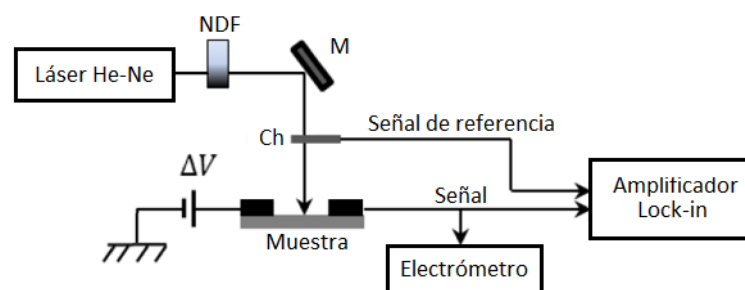 NDF
M
Láser He-Ne
Ch
Señal de referencia
ΔV
Señal
Amplificador
Lock-in
Muestra
Electrómetro